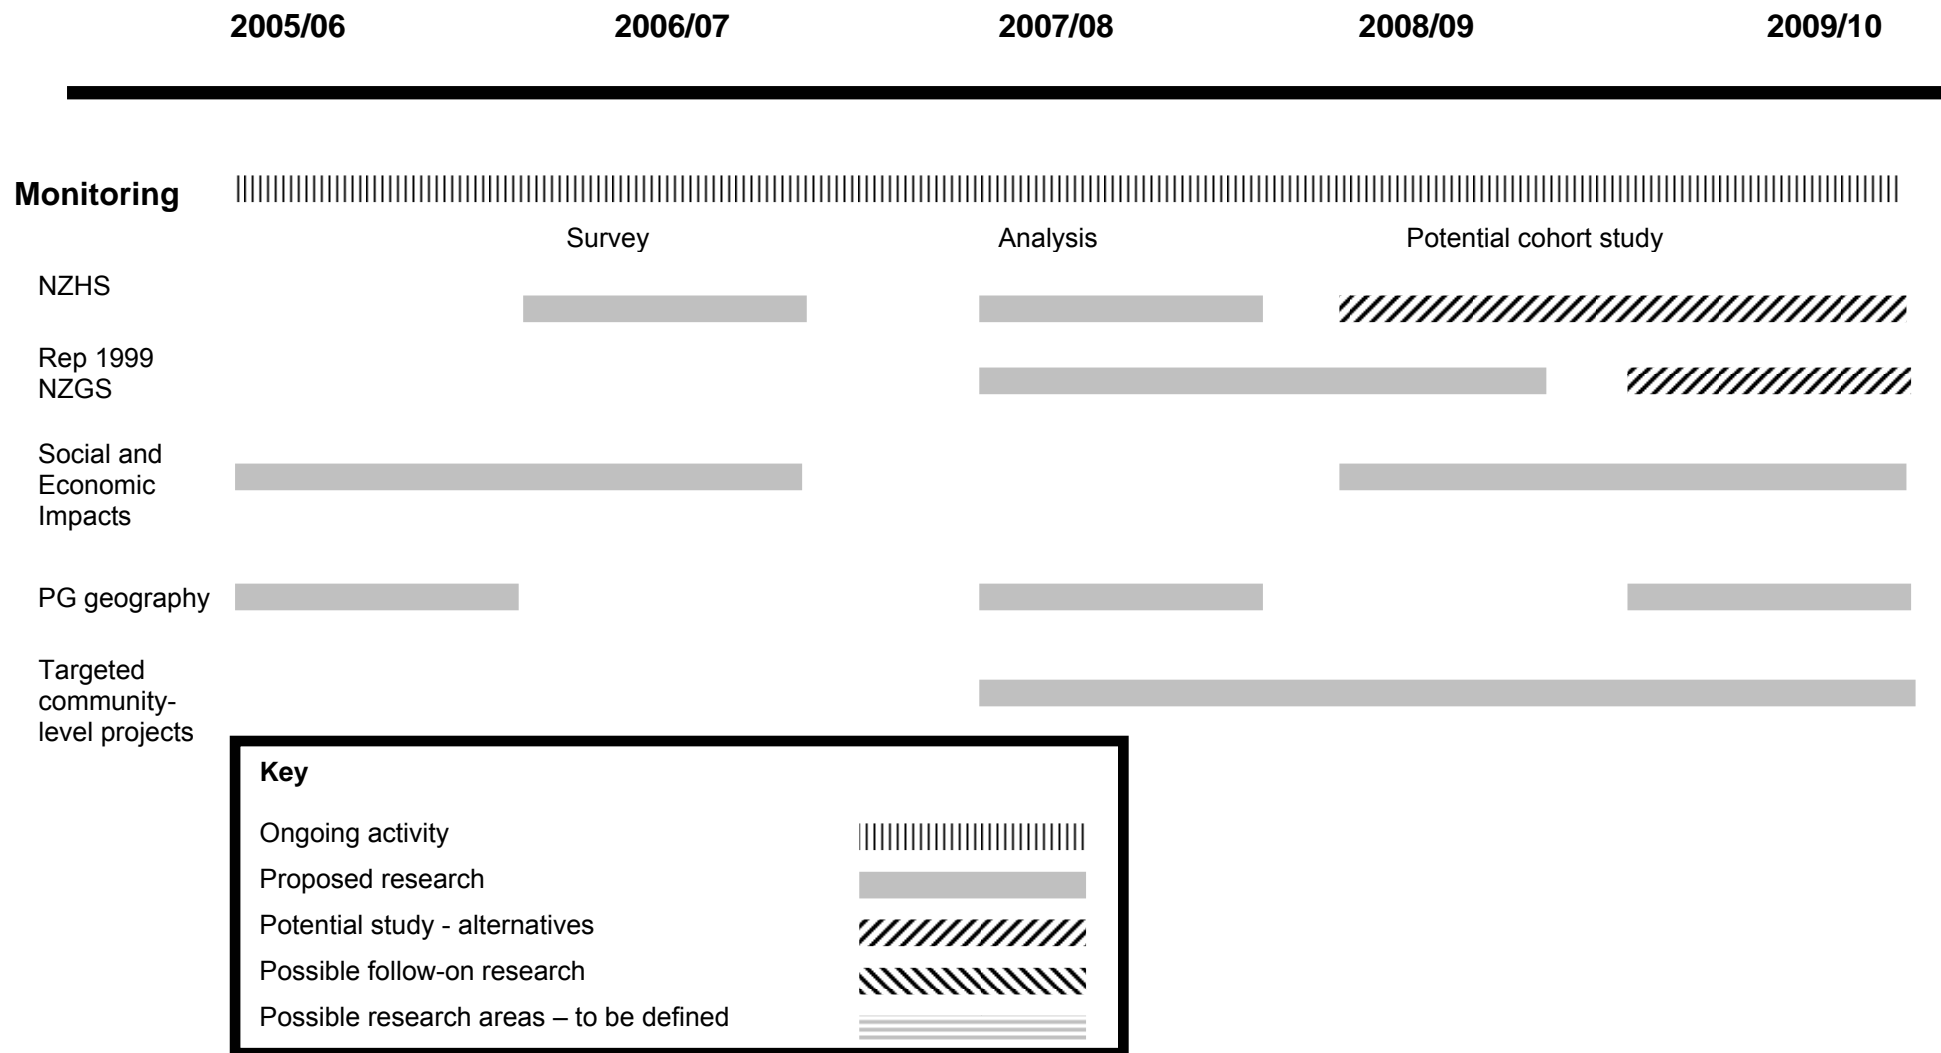 2005/06 2006/07 2007/08 2008/09 2009/10
Monitoring
Survey Analysis Potential cohort study
NZHS
Rep 1999
NZGS
Social and
Economic
Impacts
PG geography
Targeted
community-
level projects
Key
Ongoing activity
Proposed research
Potential study - alternatives
Possible follow-on research
Possible research areas – to be defined